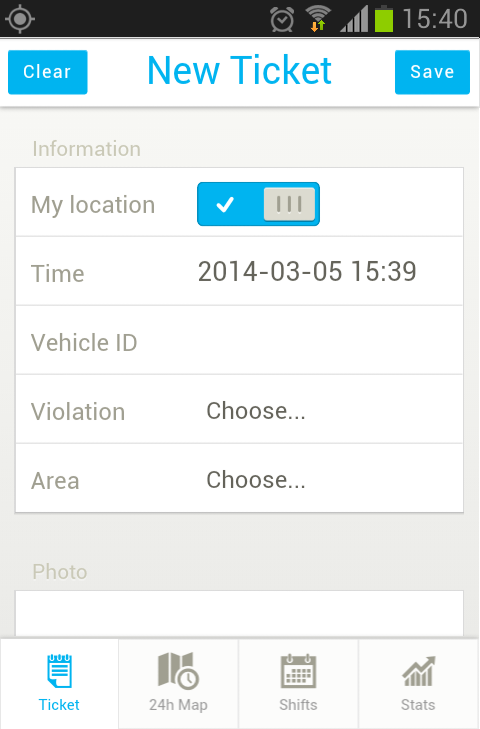 15:40
Clear New Ticket Save
Information
My location
Time 2014-03-05 15:39
Vehicle ID
Violation Choose...
Area Choose...
Photo
Ticket 24h Map Shifts Stats